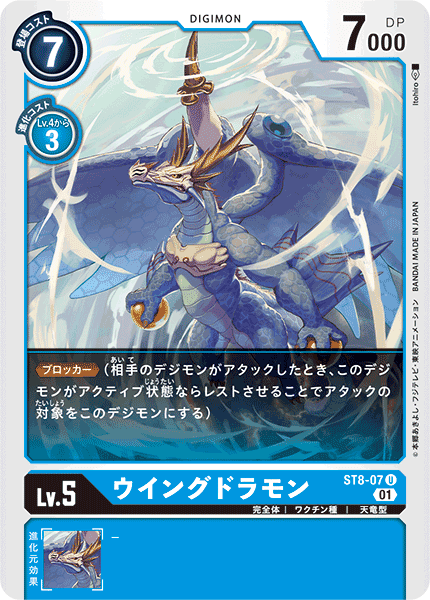 登場コスト
7
DIGIMON
7000
DP
進化コスト
Lv.4から
3
Itohiro
BANDAI MADE IN JAPAN
© 本郷あきよし・フジテレビ・東映アニメーション
ブロッカー (相手のデジモンがアタックしたとき、このデジ
モンがアクティブ状態ならレストさせることでアタックの
対象をこのデジモンにする)
Lv.5
ウイングドラモン
ST8-07 U
01
完全体 | ワクチン種 | 天竜型
進化元効果
–